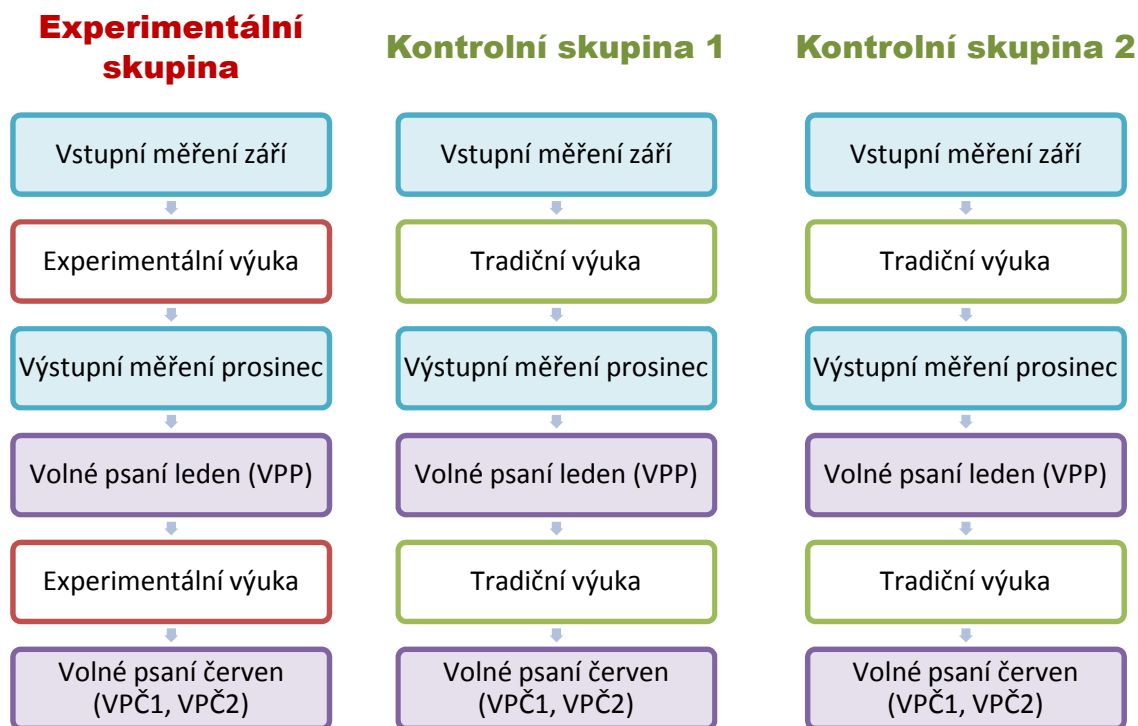 Experimentální
skupina
Vstupní měření září
Experimentální výuka
Výstupní měření prosinec
Volné psaní leden (VPP)
Experimentální výuka
Volné psaní červen
(VPČ1, VPČ2)
Kontrolní skupina 1
Vstupní měření září
Tradiční výuka
Výstupní měření prosinec
Volné psaní leden (VPP)
Tradiční výuka
Volné psaní červen
(VPČ1, VPČ2)
Kontrolní skupina 2
Vstupní měření září
Tradiční výuka
Výstupní měření prosinec
Volné psaní leden (VPP)
Tradiční výuka
Volné psaní červen
(VPČ1, VPČ2)